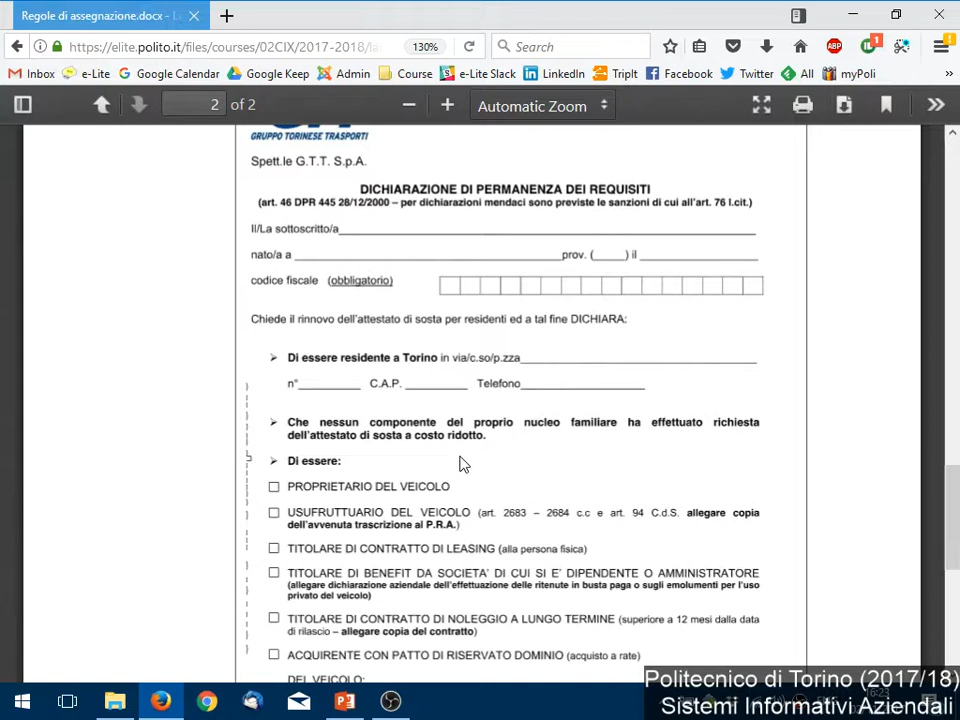 Regole di assegnazione.docx -
https://elite.polito.it/files/courses/02CIX/2017-2018/la
130%
Search
ABP
1
Inbox
e-Lite
Google Calendar
Google Keep
Admin
Course
e-Lite Slack
LinkedIn
TripIt
Facebook
Twitter
All
myPoli
2 of 2
Automatic Zoom
GRUPPO TORINESE TRASPORTI
Spett.le G.T.T. S.p.A.
DICHIARAZIONE DI PERMANENZA DEI REQUISITI
(art. 46 DPR 445 28/12/2000 – per dichiarazioni mendaci sono previste le sanzioni di cui all'art. 76 l.cit.)
Il/La sottoscritto/a
nato/a a prov. ( ) il
codice fiscale (obbligatorio)
Chiede il rinnovo dell'attestato di sosta per residenti ed a tal fine DICHIARA:
Di essere residente a Torino in via/c.so/p.zza
n° C.A.P. Telefono
Che nessun componente del proprio nucleo familiare ha effettuato richiesta
dell'attestato di sosta a costo ridotto.
Di essere:
PROPRIETARIO DEL VEICOLO
USUFRUTTUARIO DEL VEICOLO (art. 2683 – 2684 c.c e art. 94 C.d.S. allegare copia
dell'avvenuta trascrizione al P.R.A.)
TITOLARE DI CONTRATTO DI LEASING (alla persona fisica)
TITOLARE DI BENEFIT DA SOCIETA' DI CUI SI E' DIPENDENTE O AMMINISTRATORE
(allegare dichiarazione aziendale dell'effettuazione delle ritenute in busta paga o sugli emolumenti per l'uso
privato del veicolo)
TITOLARE DI CONTRATTO DI NOLEGGIO A LUNGO TERMINE (superiore a 12 mesi dalla data
di rilascio – allegare copia del contratto)
ACQUIRENTE CON PATTO DI RISERVATO DOMINIO (acquisto a rate)
DEL VEICOLO:
Politecnico di Torino (2017/18)
Sistemi Informativi Aziendali
16:23